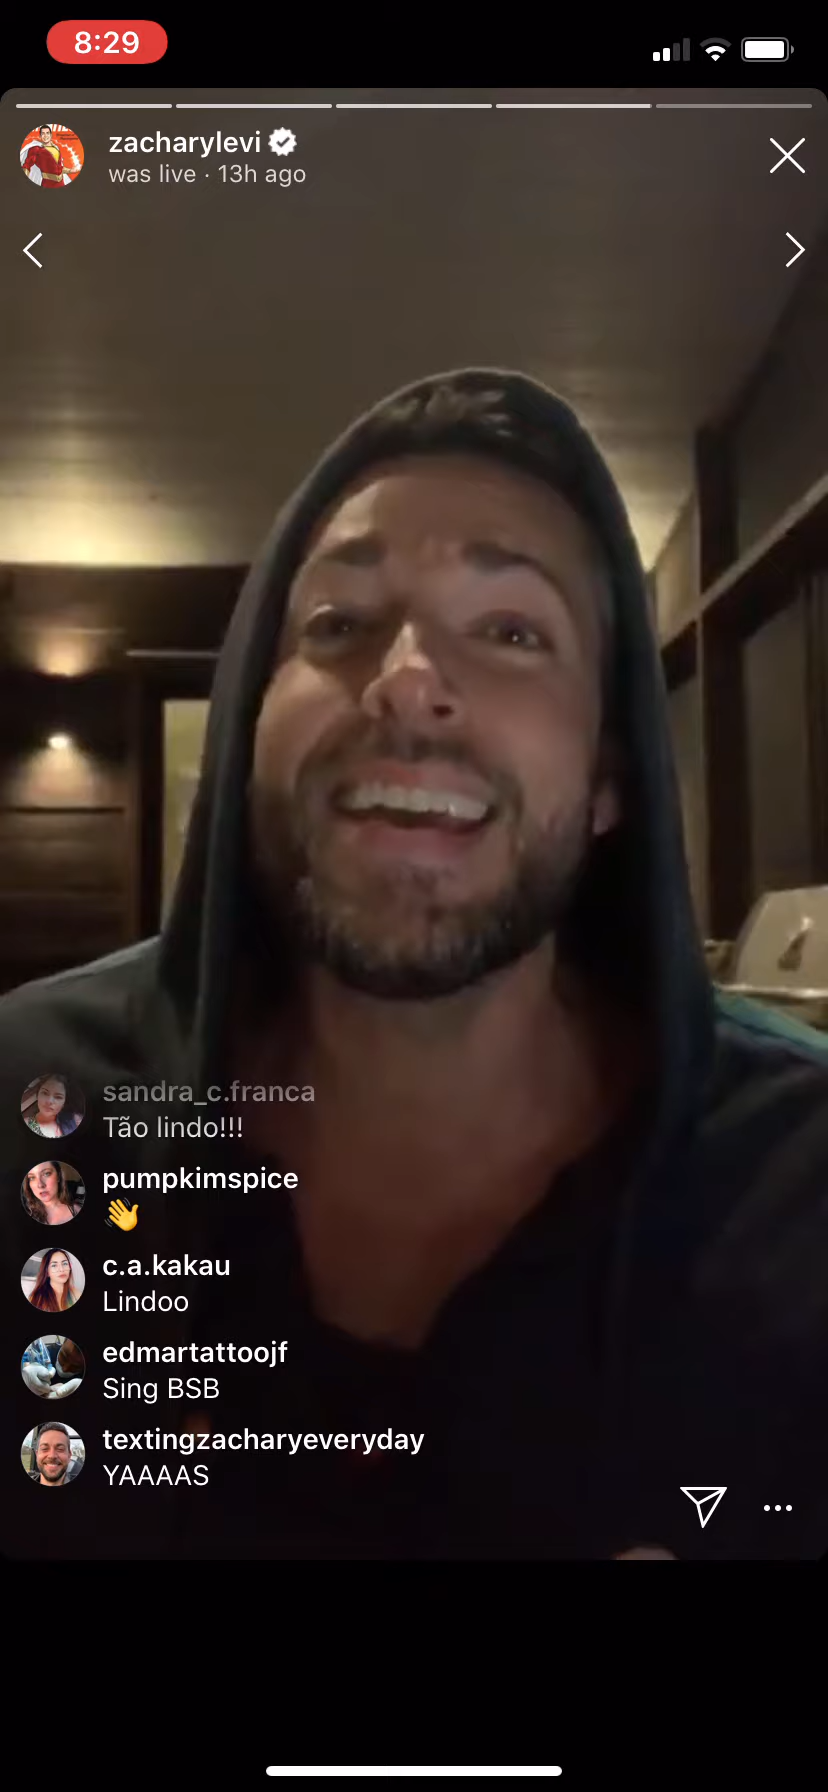 8:29
zacharylevi
was live · 13h ago
sandra_c.franca
Tão lindo!!!
pumpkimspice
👋
c.a.kakau
Lindoo
edmartattoojf
Sing BSB
textingzacharyeveryday
YAAAAS